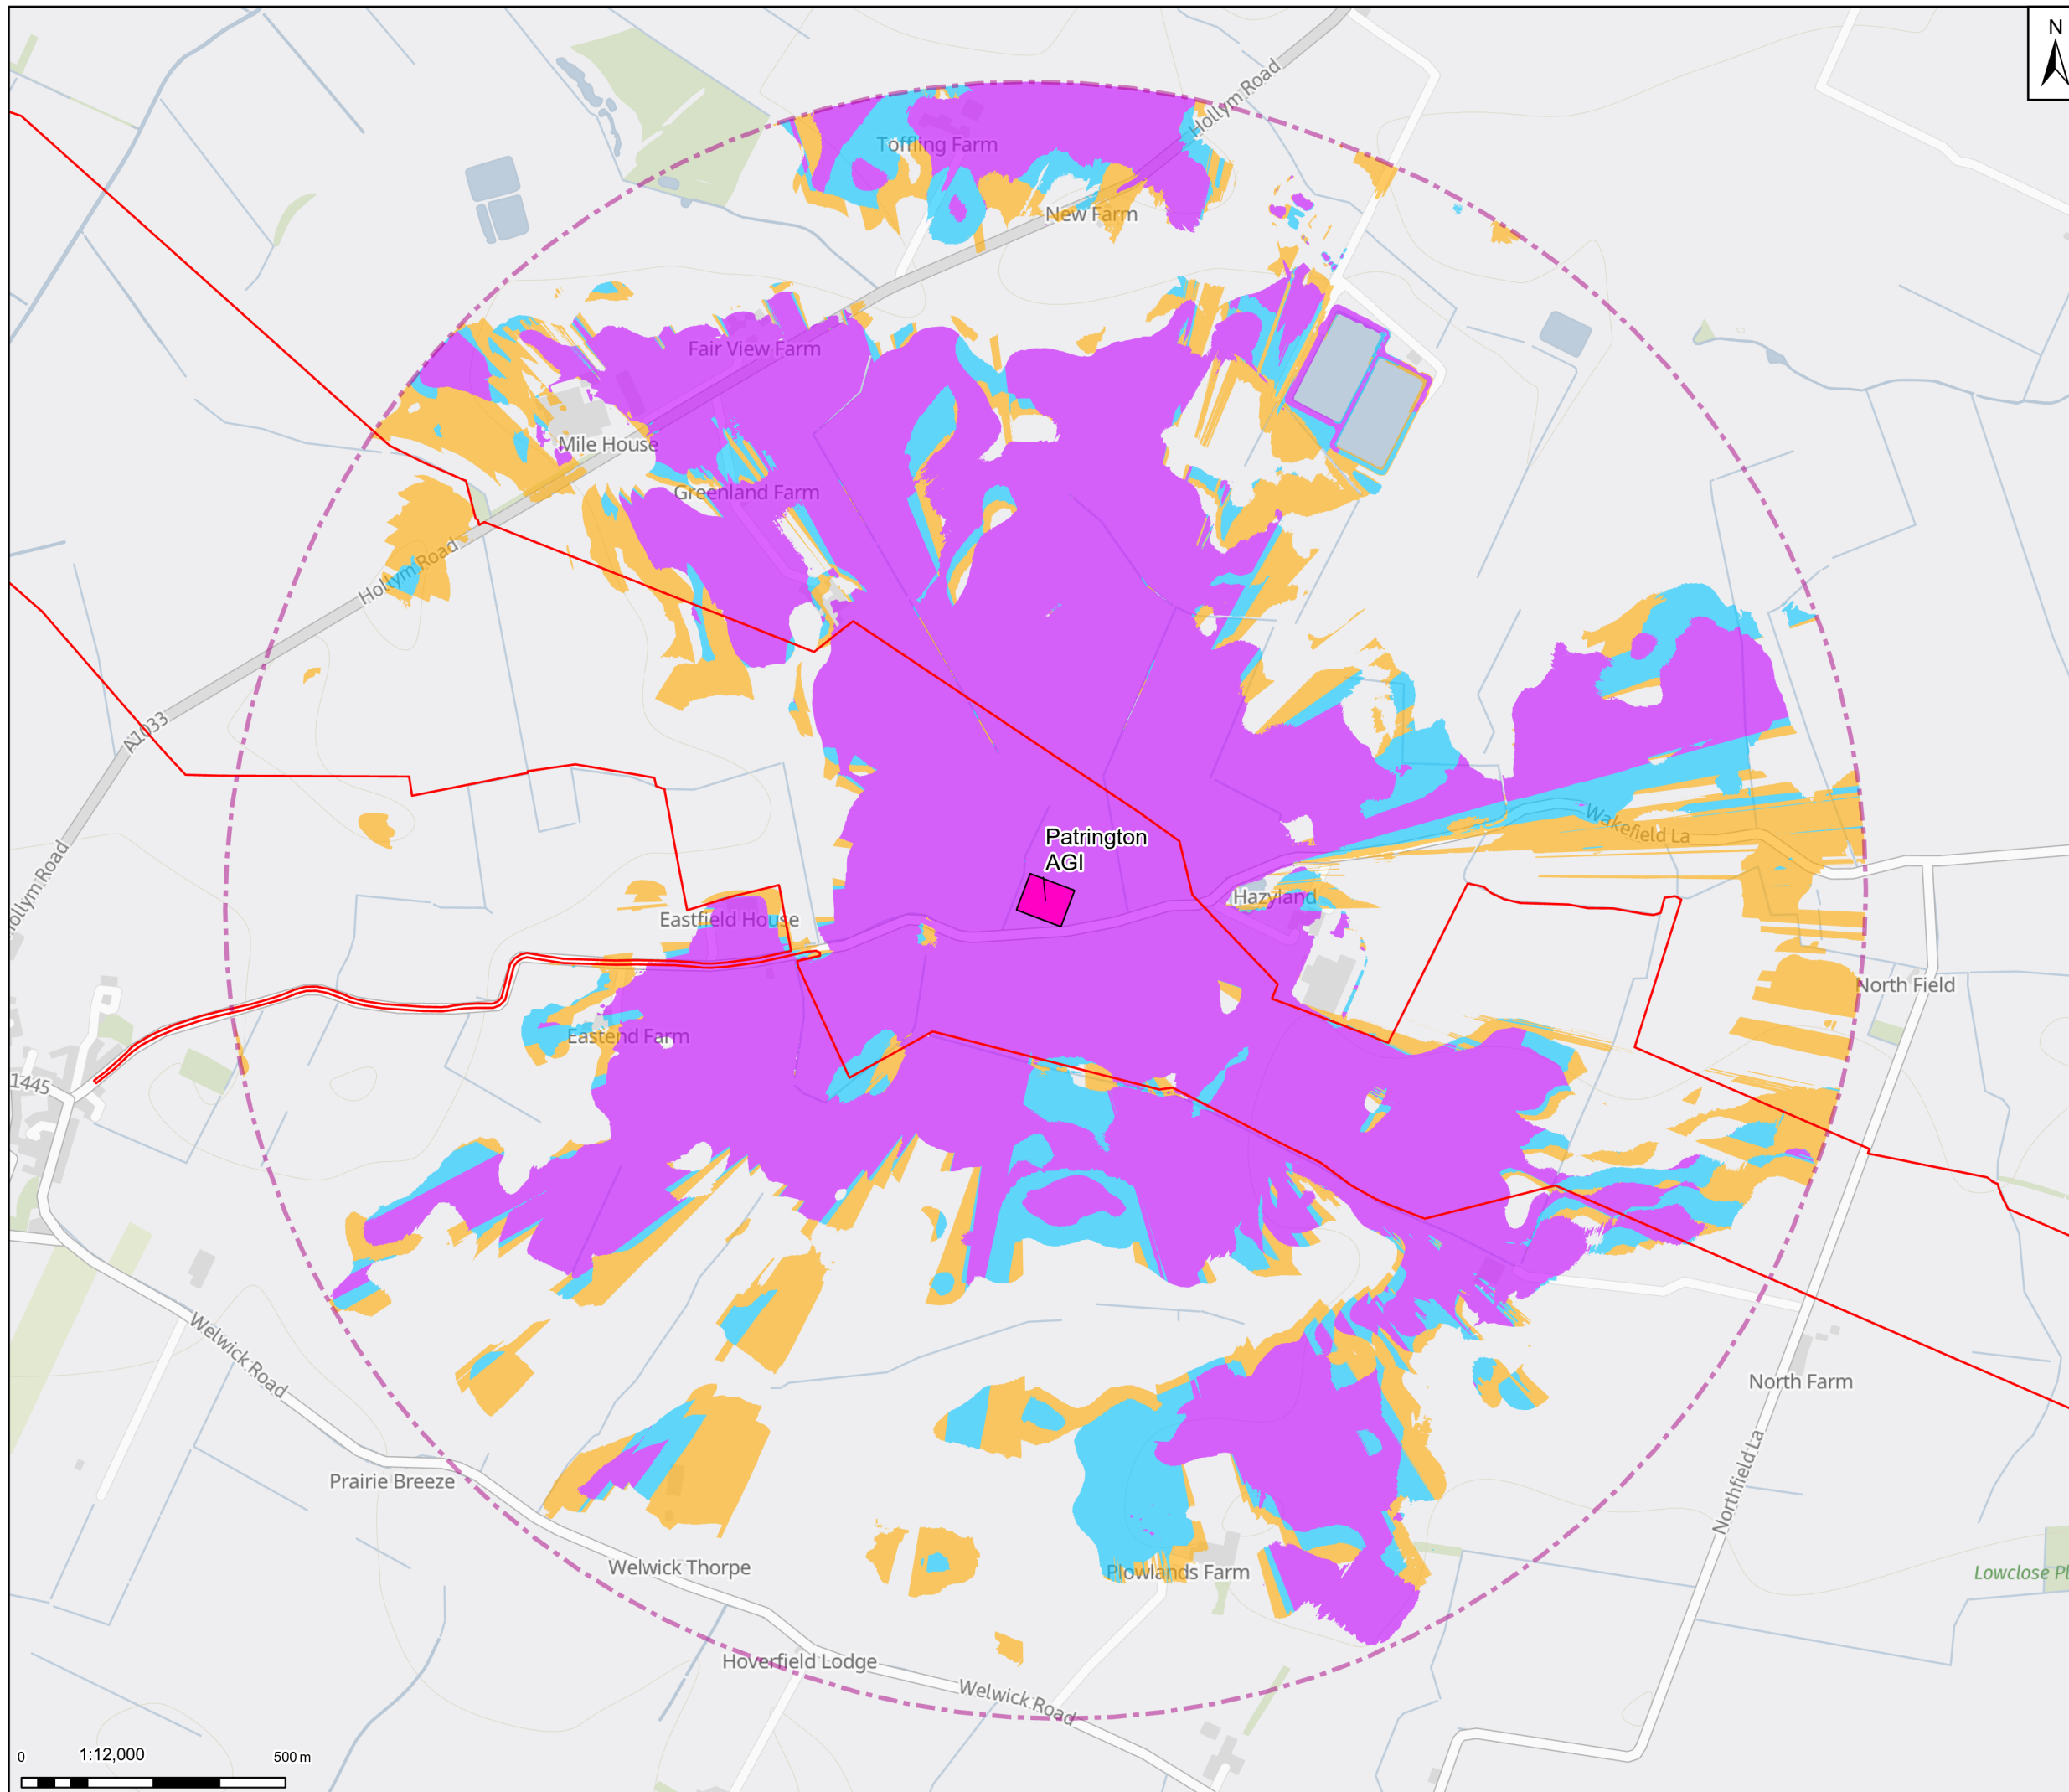 N
Hollym Road
Toffling Farm
New Farm
Fair View Farm
Mile House
Greenland Farm
Hollym Road
A1033
Patrington
AGI
Wakefield La
Hollym Road
Hazyland
Eastfield House
North Field
Eastend Farm
1445
Welwick Road
North Farm
Prairie Breeze
Northfield La
Welwick Thorpe
Plowlands Farm
Lowclose Pl
Hoverfield Lodge
Welwick Road
0 1:12,000 500 m